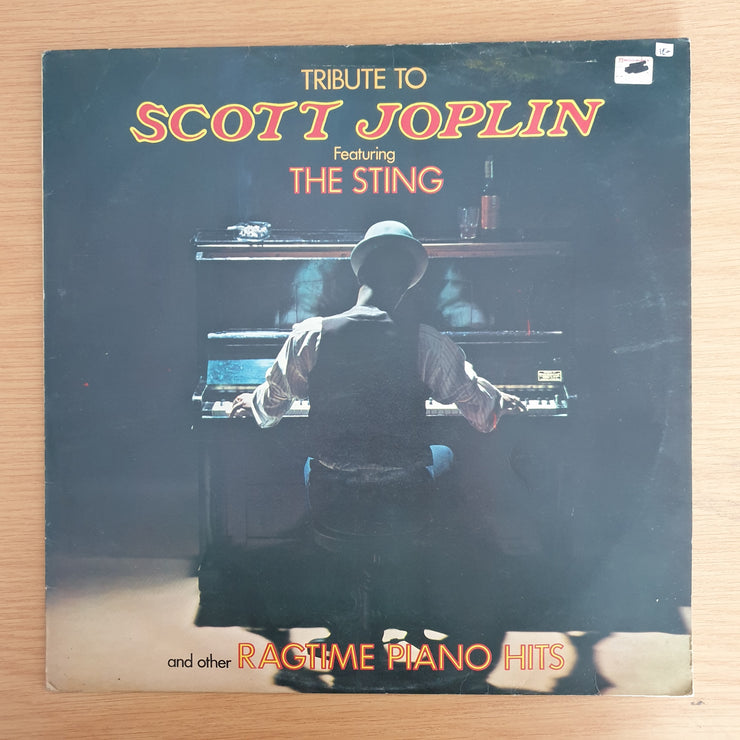 TRIBUTE TO
SCOTT JOPLIN
Featuring
THE STING
and other RAGTIME PIANO HITS